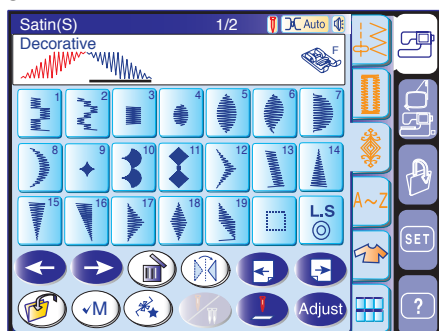 Satin(S) 1/2 Auto
Decorative F
1 2 3 4 5 6 7
8 9 10 11 12 13 14
15 16 17 18 19 L.S
A~Z
SET
M Adjust ?